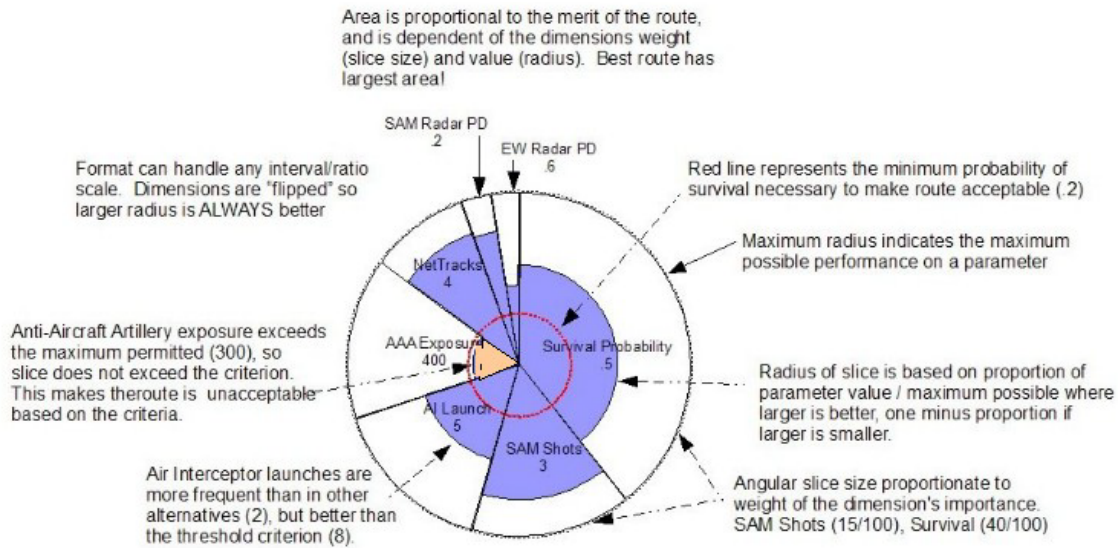 Area is proportional to the merit of the route,
and is dependent of the dimensions weight
(slice size) and value (radius).  Best route has
largest area!
SAM Radar PD
.2
EW Radar PD
.6
Format can handle any interval/ratio
scale.  Dimensions are "flipped" so
larger radius is ALWAYS better
Red line represents the minimum probability of
survival necessary to make route acceptable (.2)
Maximum radius indicates the maximum
possible performance on a parameter
NetTracks
4
Anti-Aircraft Artillery exposure exceeds
the maximum permitted (300), so
slice does not exceed the criterion.
This makes theroute is  unacceptable
based on the criteria.
AAA Exposure
400
Survival Probability
.5
Radius of slice is based on proportion of
parameter value / maximum possible where
larger is better, one minus proportion if
larger is smaller.
AI Launch
5
SAM Shots
3
Air Interceptor launches are
more frequent than in other
alternatives (2), but better than
the threshold criterion (8).
Angular slice size proportionate to
weight of the dimension's importance.
SAM Shots (15/100), Survival (40/100)